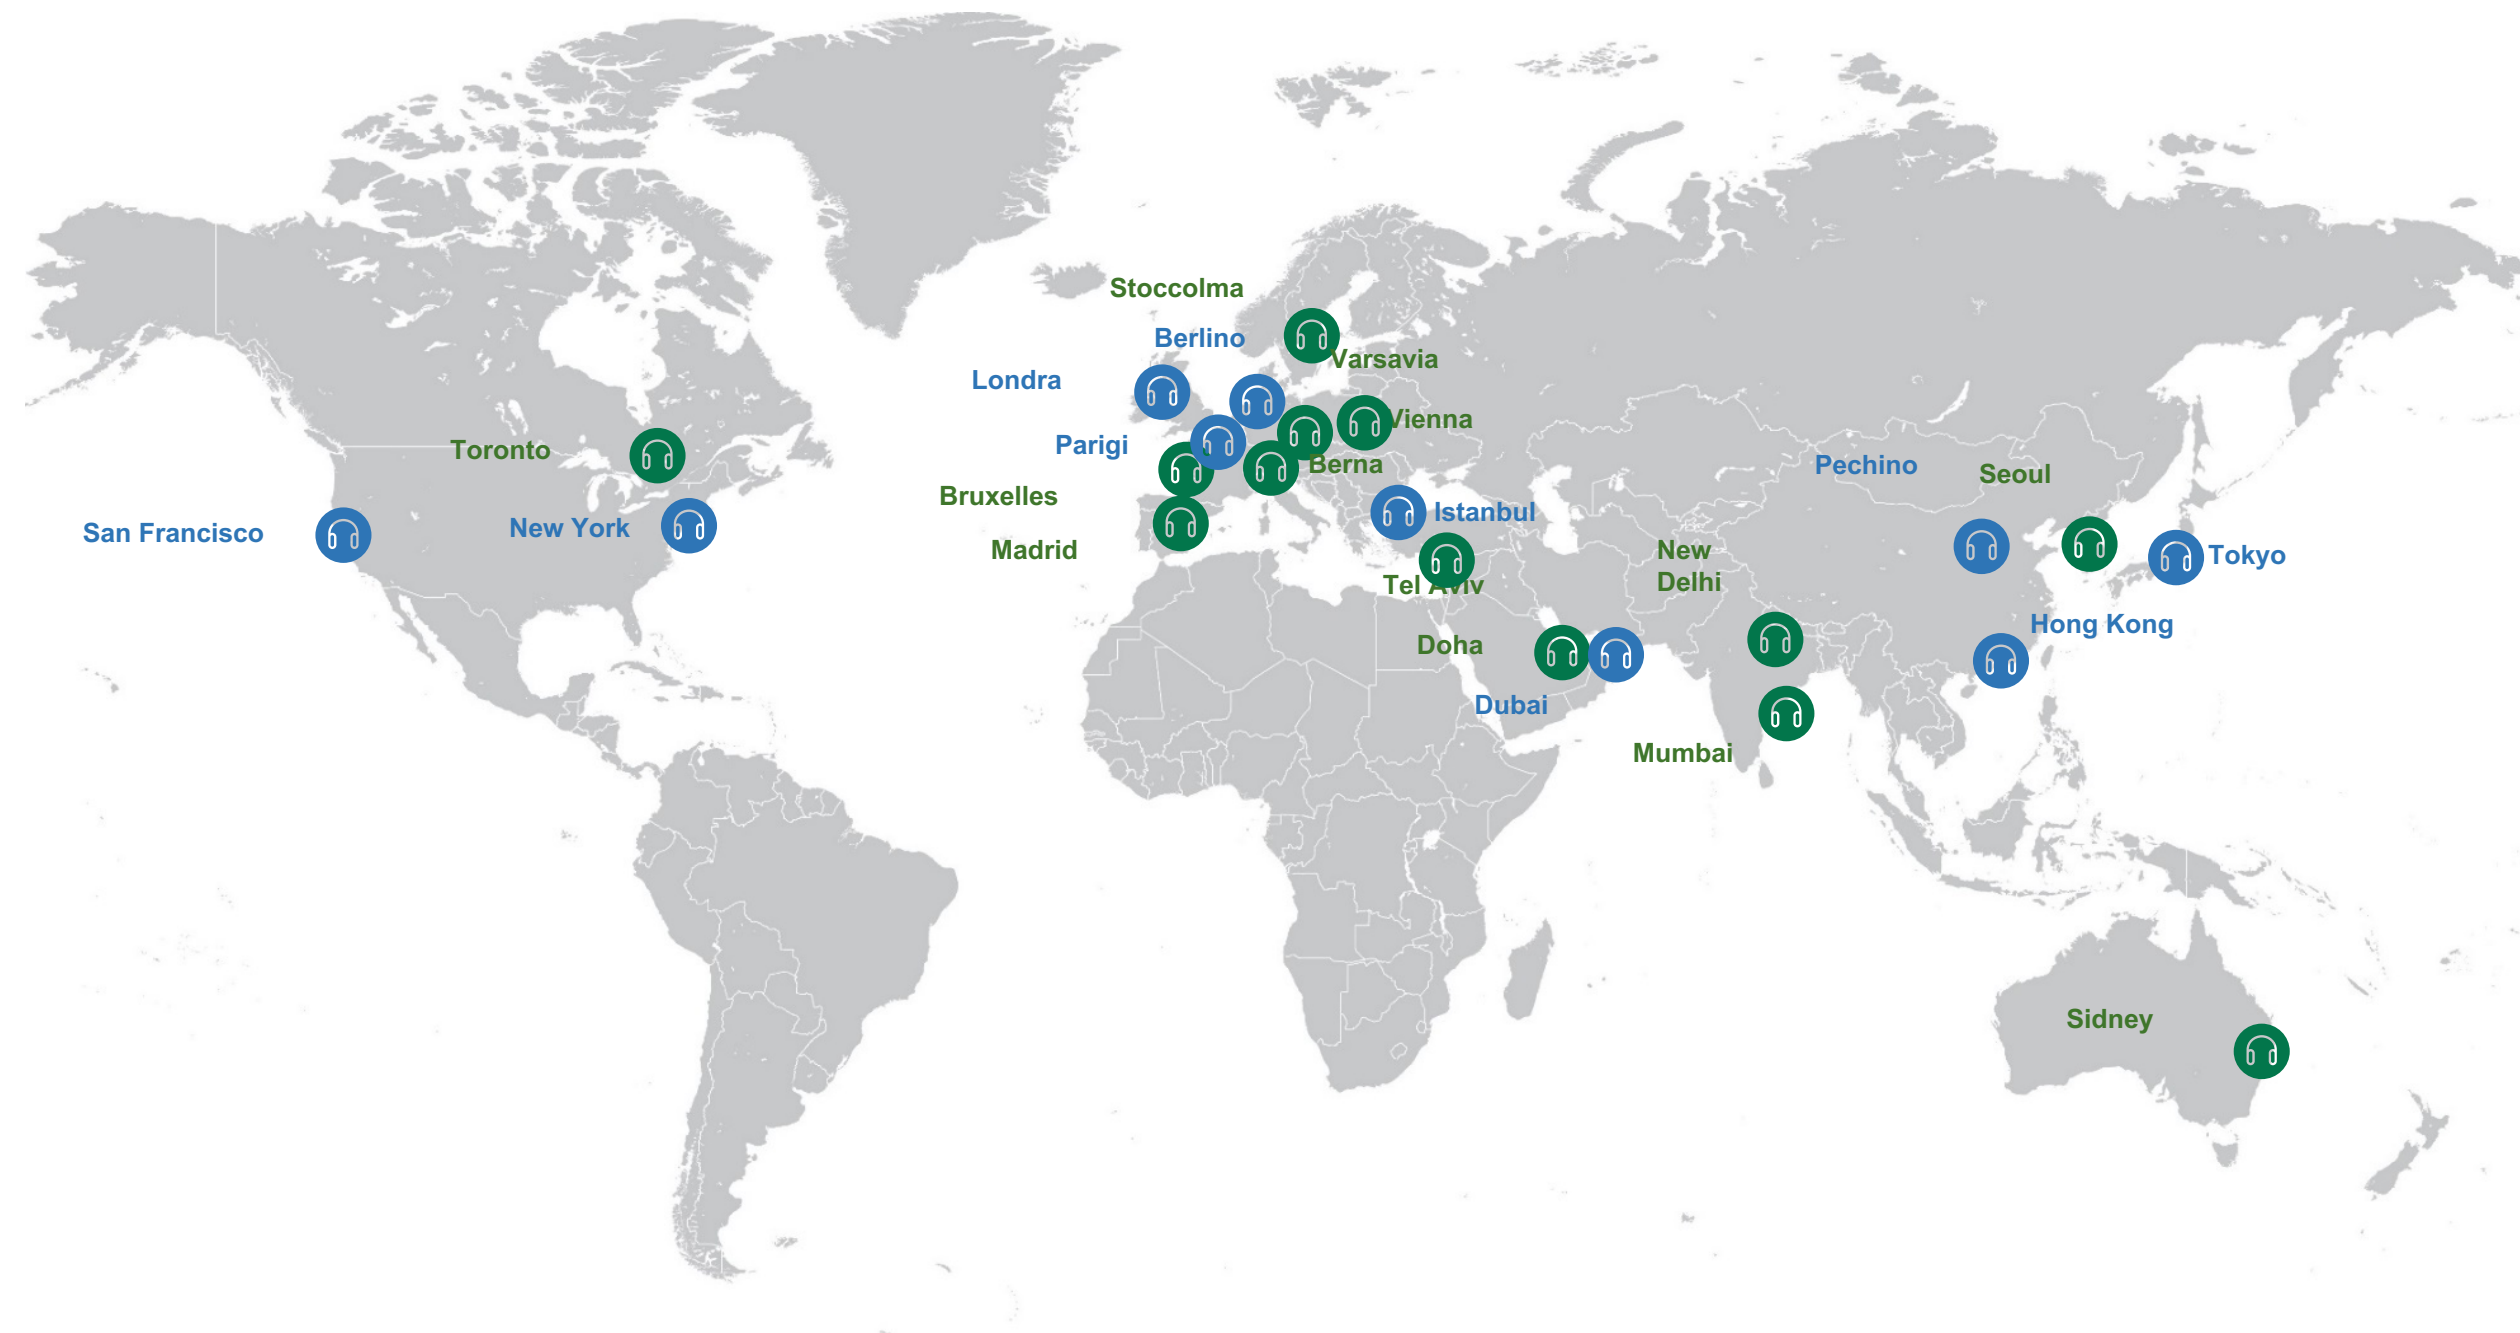 Stoccolma
Berlino
Varsavia
Londra
Vienna
Parigi
Toronto
Berna
Pechino
Seoul
Bruxelles
Istanbul
San Francisco
New York
Madrid
New
Delhi
Tokyo
Tel Aviv
Hong Kong
Doha
Dubai
Mumbai
Sidney